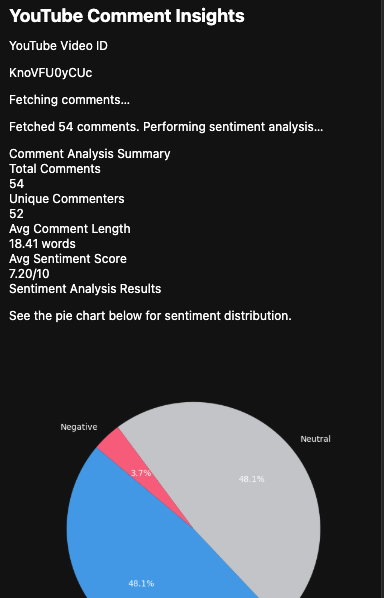 YouTube Comment Insights
YouTube Video ID
KnoVFU0yCUc
Fetching comments...
Fetched 54 comments. Performing sentiment analysis...
Comment Analysis Summary
Total Comments
54
Unique Commenters
52
Avg Comment Length
18.41 words
Avg Sentiment Score
7.20/10
Sentiment Analysis Results
See the pie chart below for sentiment distribution.
Negative
Neutral
3.7%
48.1%
48.1%